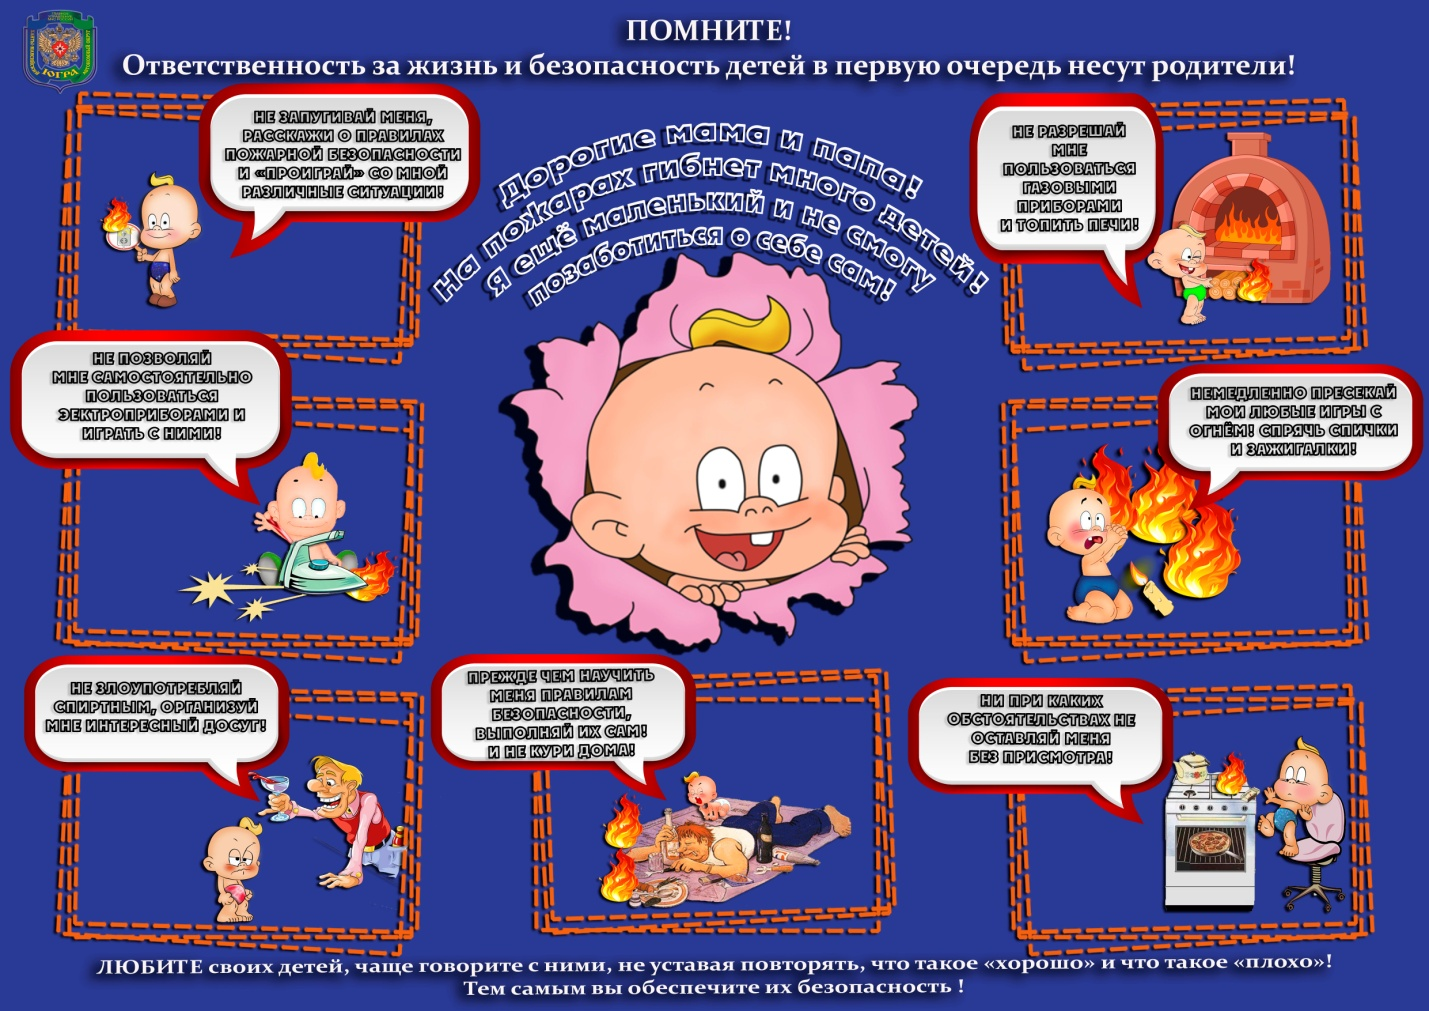 ПОМНИТЕ!
Ответственность за жизнь и безопасность детей в первую очередь несут родители!
ЮГРА
НЕ ЗАПУГИВАЙ МЕНЯ,
РАССКАЖИ О ПРАВИЛАХ
ПОЖАРНОЙ БЕЗОПАСНОСТИ
И «ПРОИГРАЙ» СО МНОЙ
РАЗЛИЧНЫЕ СИТУАЦИИ!
Дорогие мама и папа!
На пожарах гибнет много детей!
Я ещё маленький и не смогу
позаботиться о себе сам!
НЕ РАЗРЕШАЙ
МНЕ
ПОЛЬЗОВАТЬСЯ
ГАЗОВЫМИ
ПРИБОРАМИ
И ТОПИТЬ ПЕЧИ!
НЕ ПОЗВОЛЯЙ
МНЕ САМОСТОЯТЕЛЬНО
ПОЛЬЗОВАТЬСЯ
ЭЕКТРОПРИБОРАМИ И
ИГРАТЬ С НИМИ!
НЕМЕДЛЕННО ПРЕСЕКАЙ
МОИ ЛЮБЫЕ ИГРЫ С
ОГНЁМ! СПРЯЧЬ СПИЧКИ
И ЗАЖИГАЛКИ!
НЕ ЗЛОУПОТРЕБЛЯЙ
СПИРТНЫМ, ОРГАНИЗУЙ
МНЕ ИНТЕРЕСНЫЙ ДОСУГ!
ПРЕЖДЕ ЧЕМ НАУЧИТЬ
МЕНЯ ПРАВИЛАМ
БЕЗОПАСНОСТИ,
ВЫПОЛНЯЙ ИХ САМ!
И НЕ КУРИ ДОМА!
НИ ПРИ КАКИХ
ОБСТОЯТЕЛЬСТВАХ НЕ
ОСТАВЛЯЙ МЕНЯ
БЕЗ ПРИСМОТРА!
ЛЮБИТЕ своих детей, чаще говорите с ними, не уставая повторять, что такое «хорошо» и что такое «плохо»!
Тем самым вы обеспечите их безопасность !